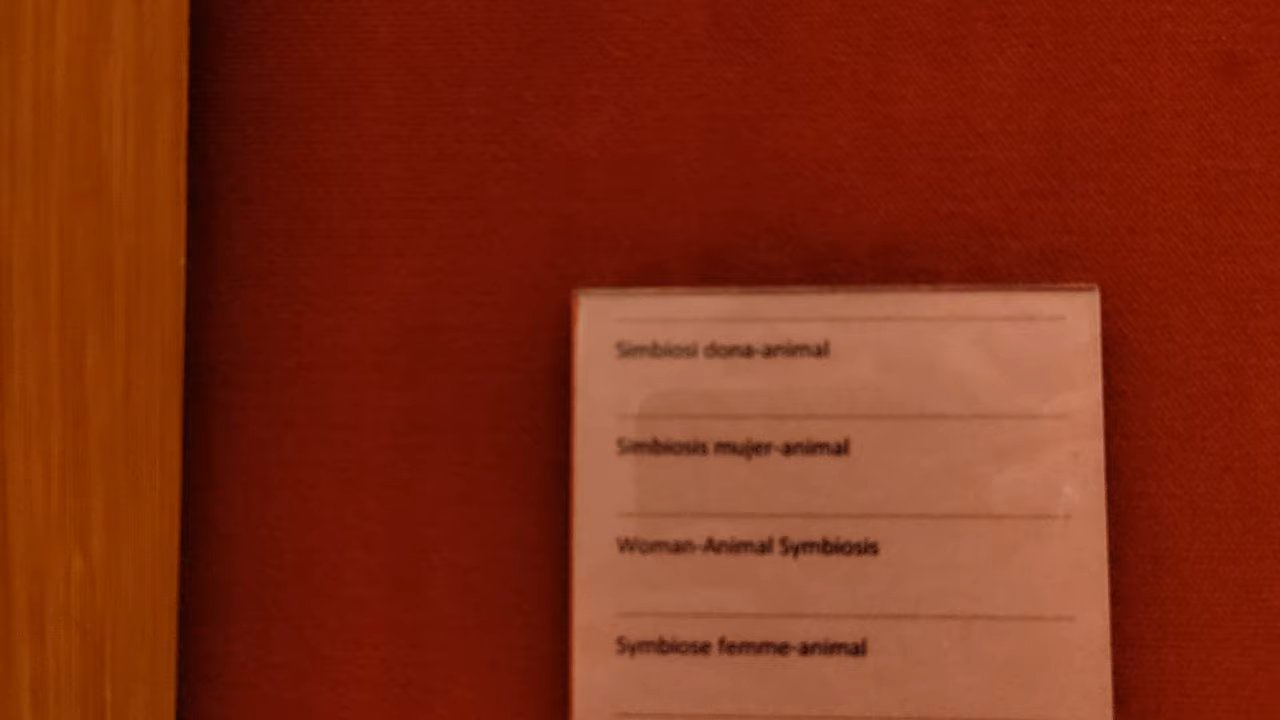 Simbiosi dona-animal
Simbiosis mujer-animal
Woman-Animal Symbiosis
Symbiose femme-animal